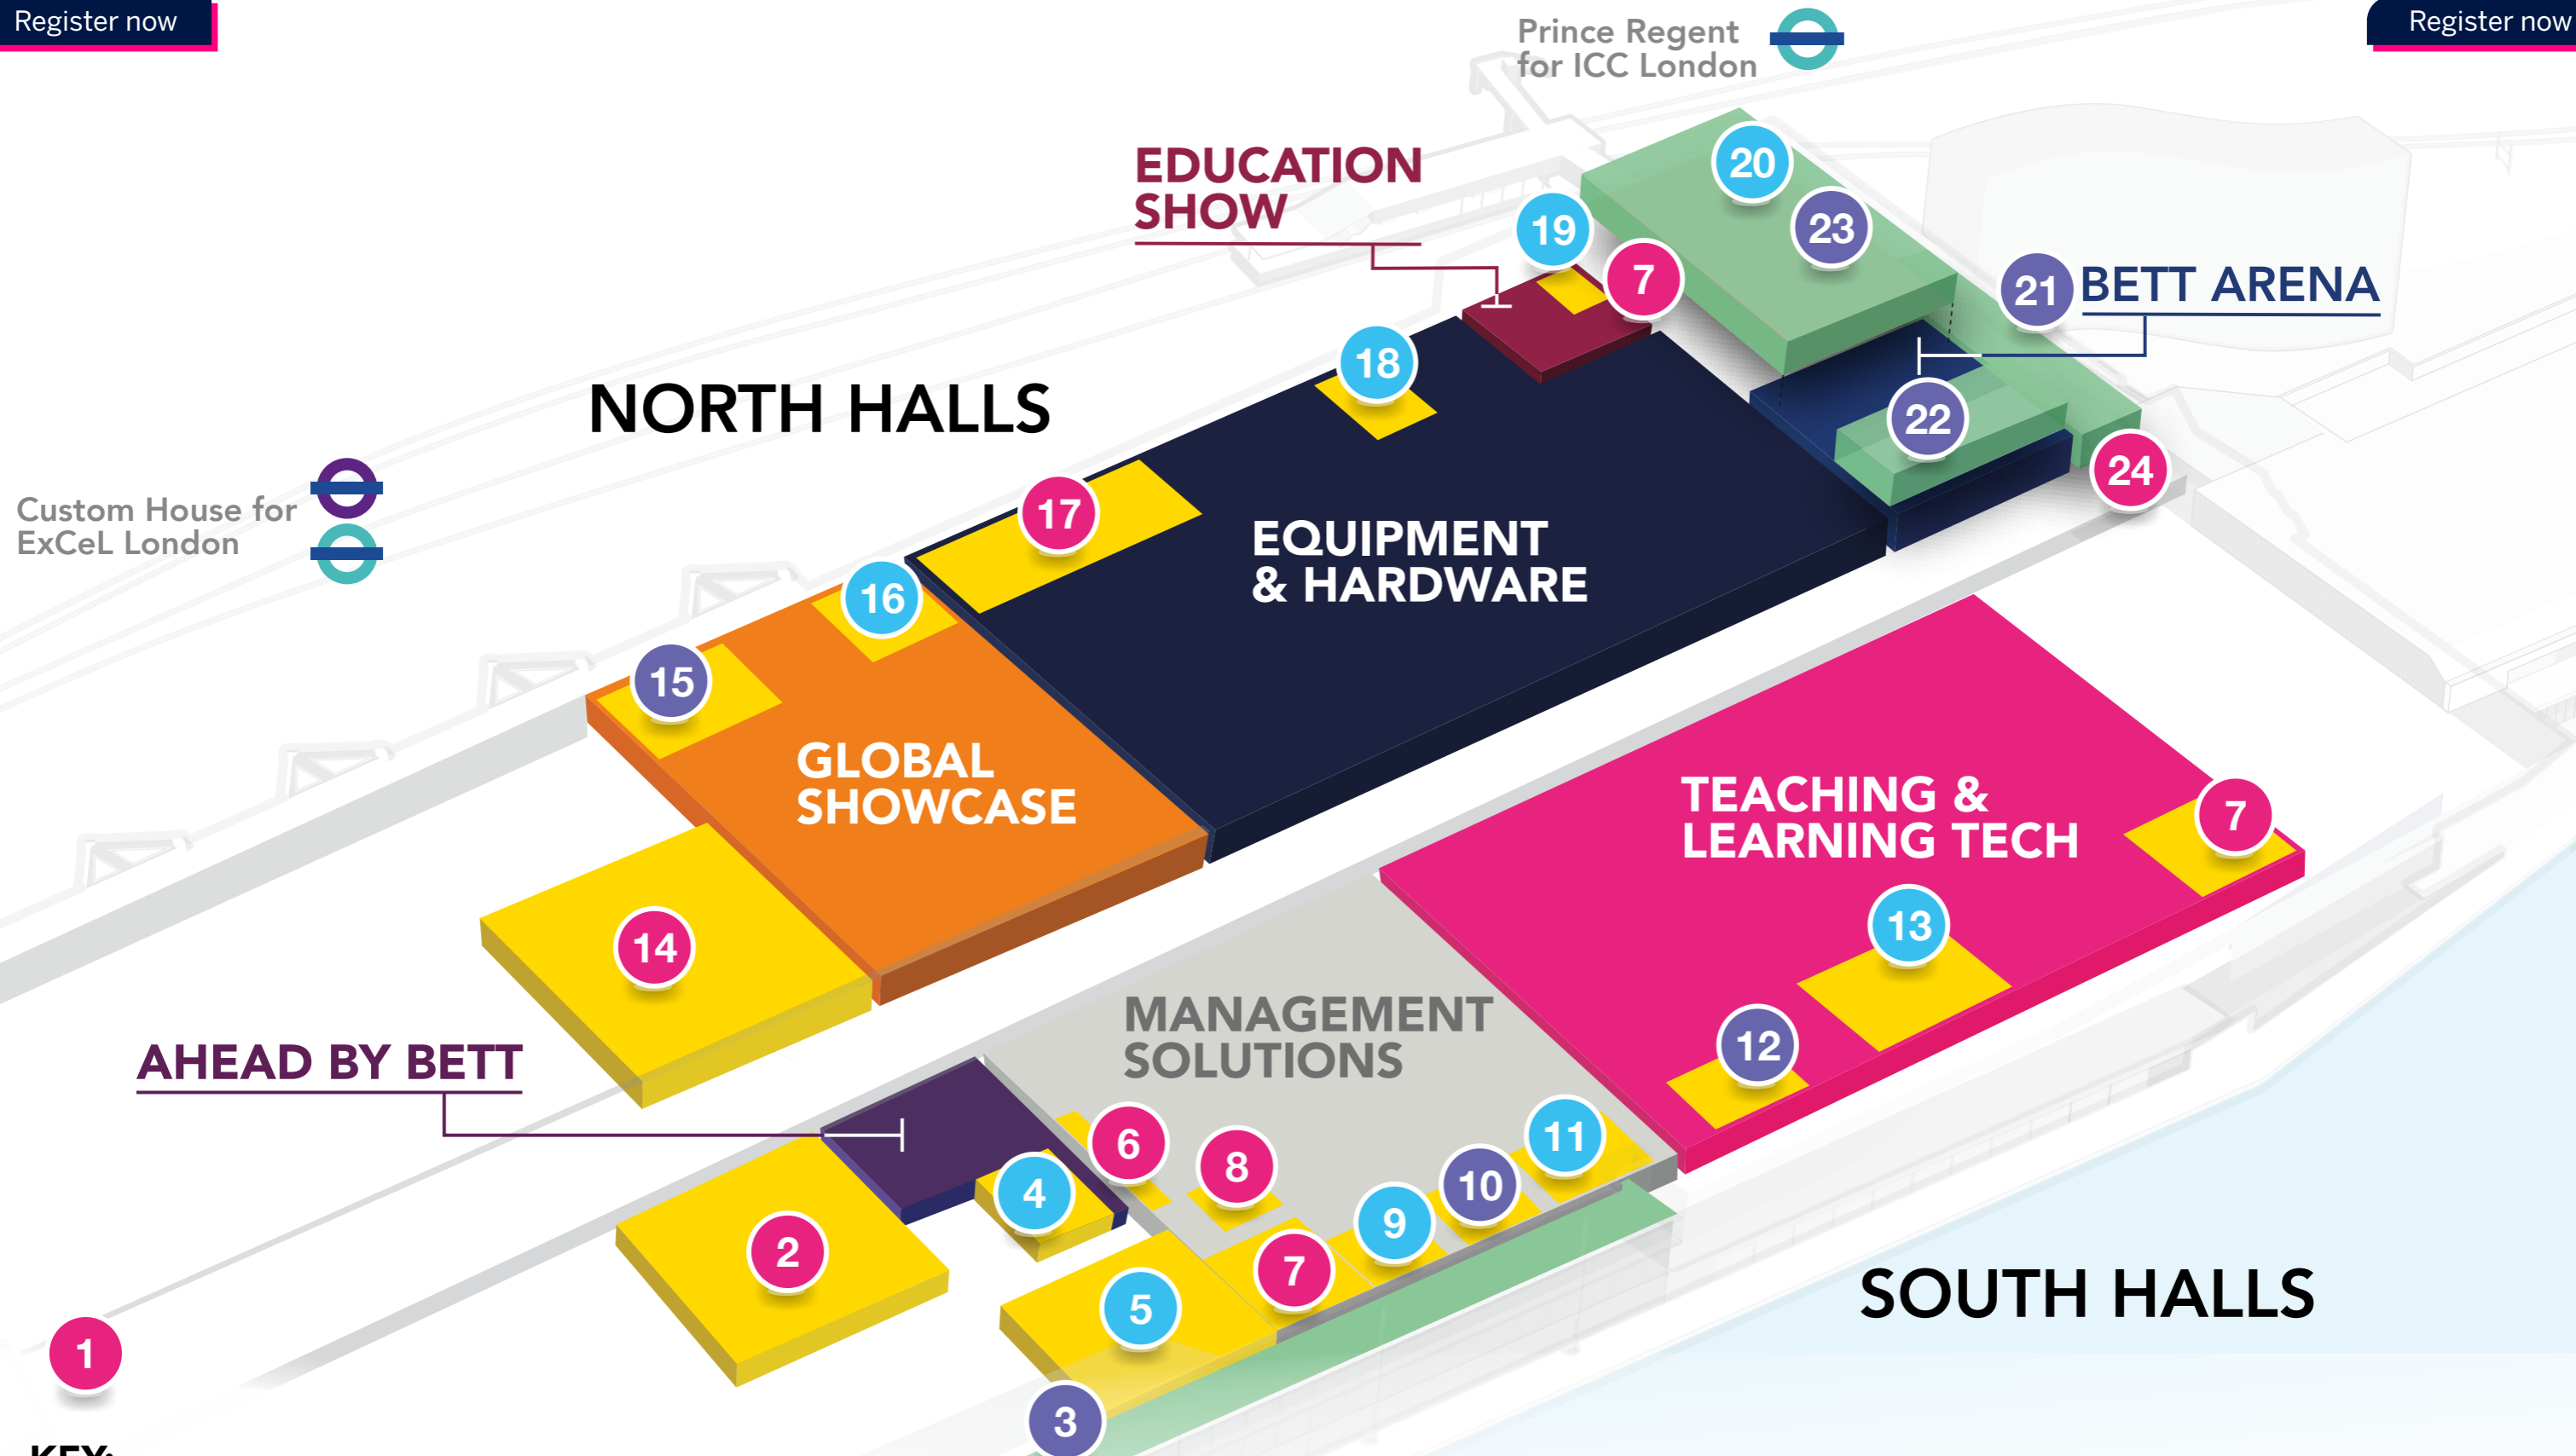 Register now
Register now
Prince Regent
for ICC London
EDUCATION
SHOW
20
23
19
7
21
BETT ARENA
18
22
24
NORTH HALLS
Custom House for
ExCeL London
17
EQUIPMENT
& HARDWARE
16
15
GLOBAL
SHOWCASE
TEACHING &
LEARNING TECH
7
13
14
MANAGEMENT
SOLUTIONS
12
AHEAD BY BETT
6
8
11
4
10
9
2
7
5
SOUTH HALLS
1
3
KEY: